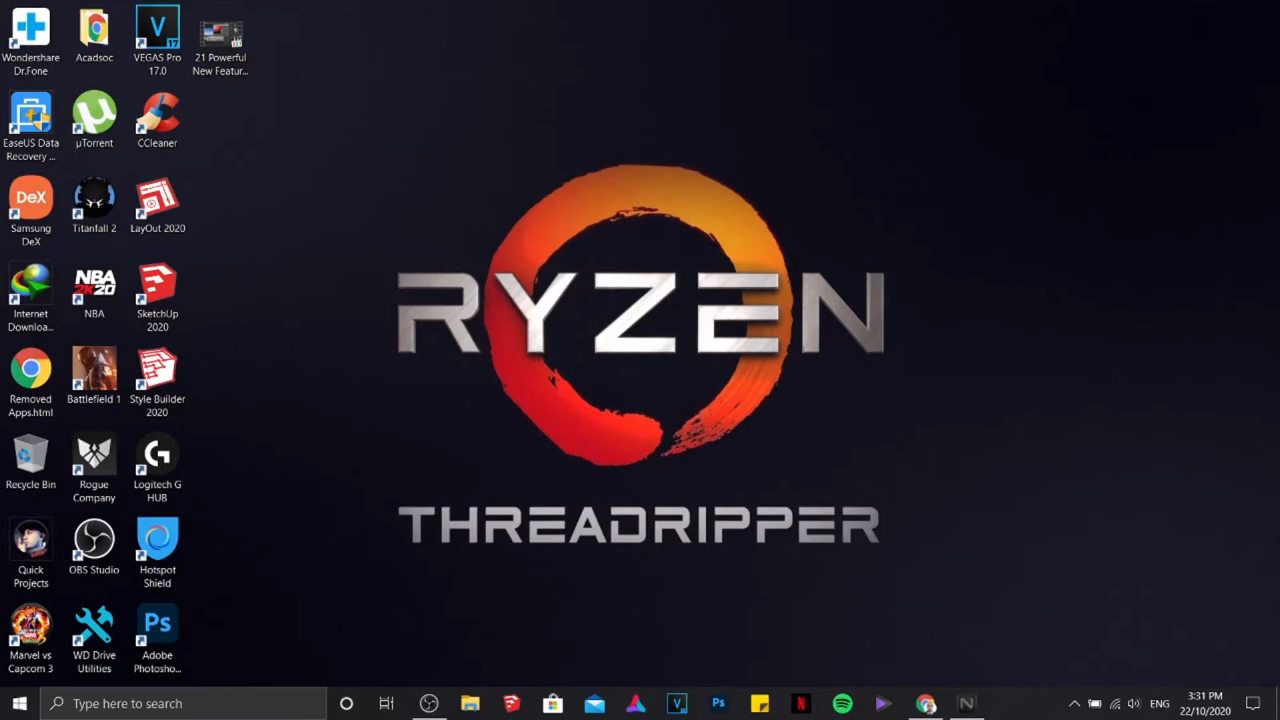 Wondershare
Dr.Fone
Acadsoc
V
17
VEGAS Pro
17.0
21 Powerful
New Featur...
EaseUS Data
Recovery ...
µTorrent
CCleaner
DeX
Samsung
DeX
Titanfall 2
LayOut 2020
Internet
Downloa...
NBA
2K20
NBA
SketchUp
2020
Removed
Apps.html
Battlefield 1
Style Builder
2020
Recycle Bin
Rogue
Company
Logitech G
HUB
Quick
Projects
OBS Studio
Hotspot
Shield
Marvel vs
Capcom 3
WD Drive
Utilities
Ps
Adobe
Photosho...
RYZEN
THREADRIPPER
Type here to search
V
Ps
N
N
ENG
3:31 PM
22/10/2020